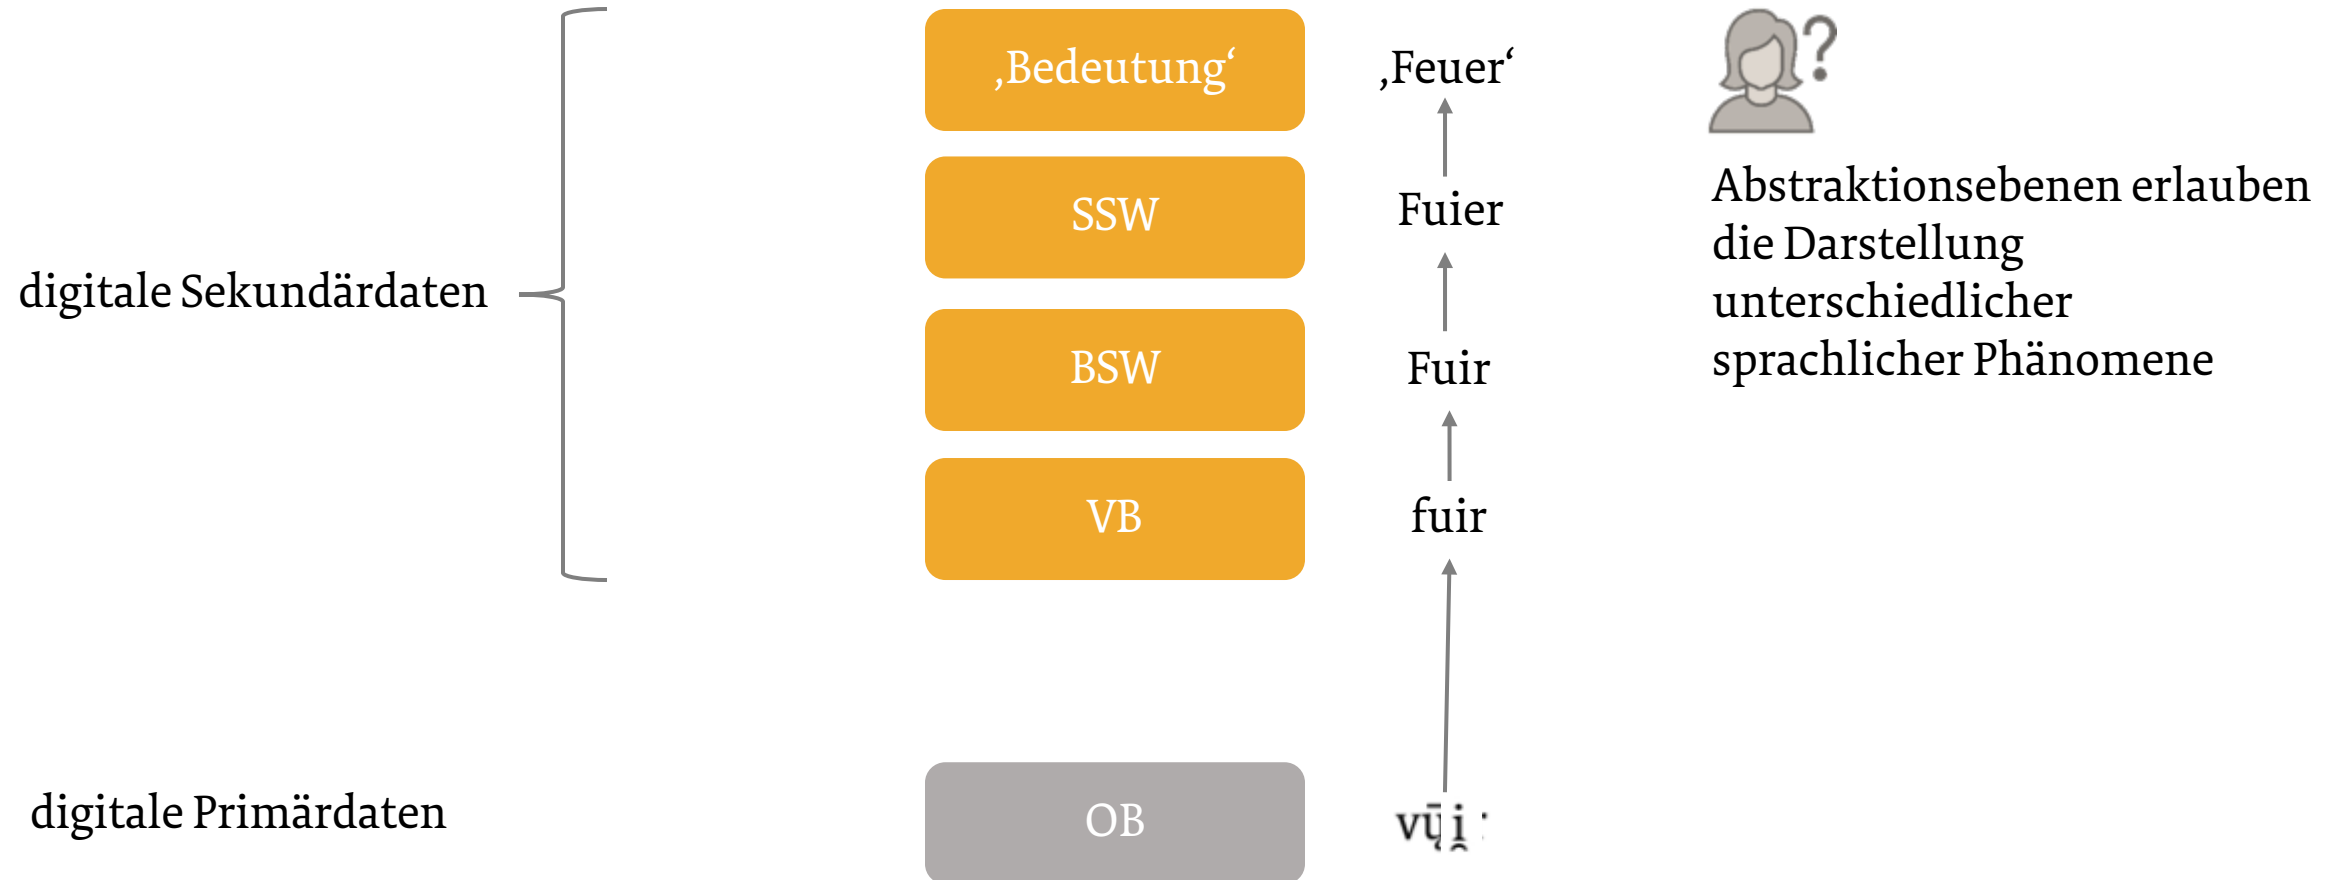 ‚Bedeutung‘
‚Feuer‘
?
SSW
Fuier
Abstraktionsebenen erlauben
die Darstellung
unterschiedlicher
sprachlicher Phänomene
digitale Sekundärdaten
BSW
Fuir
VB
fuir
digitale Primärdaten
OB